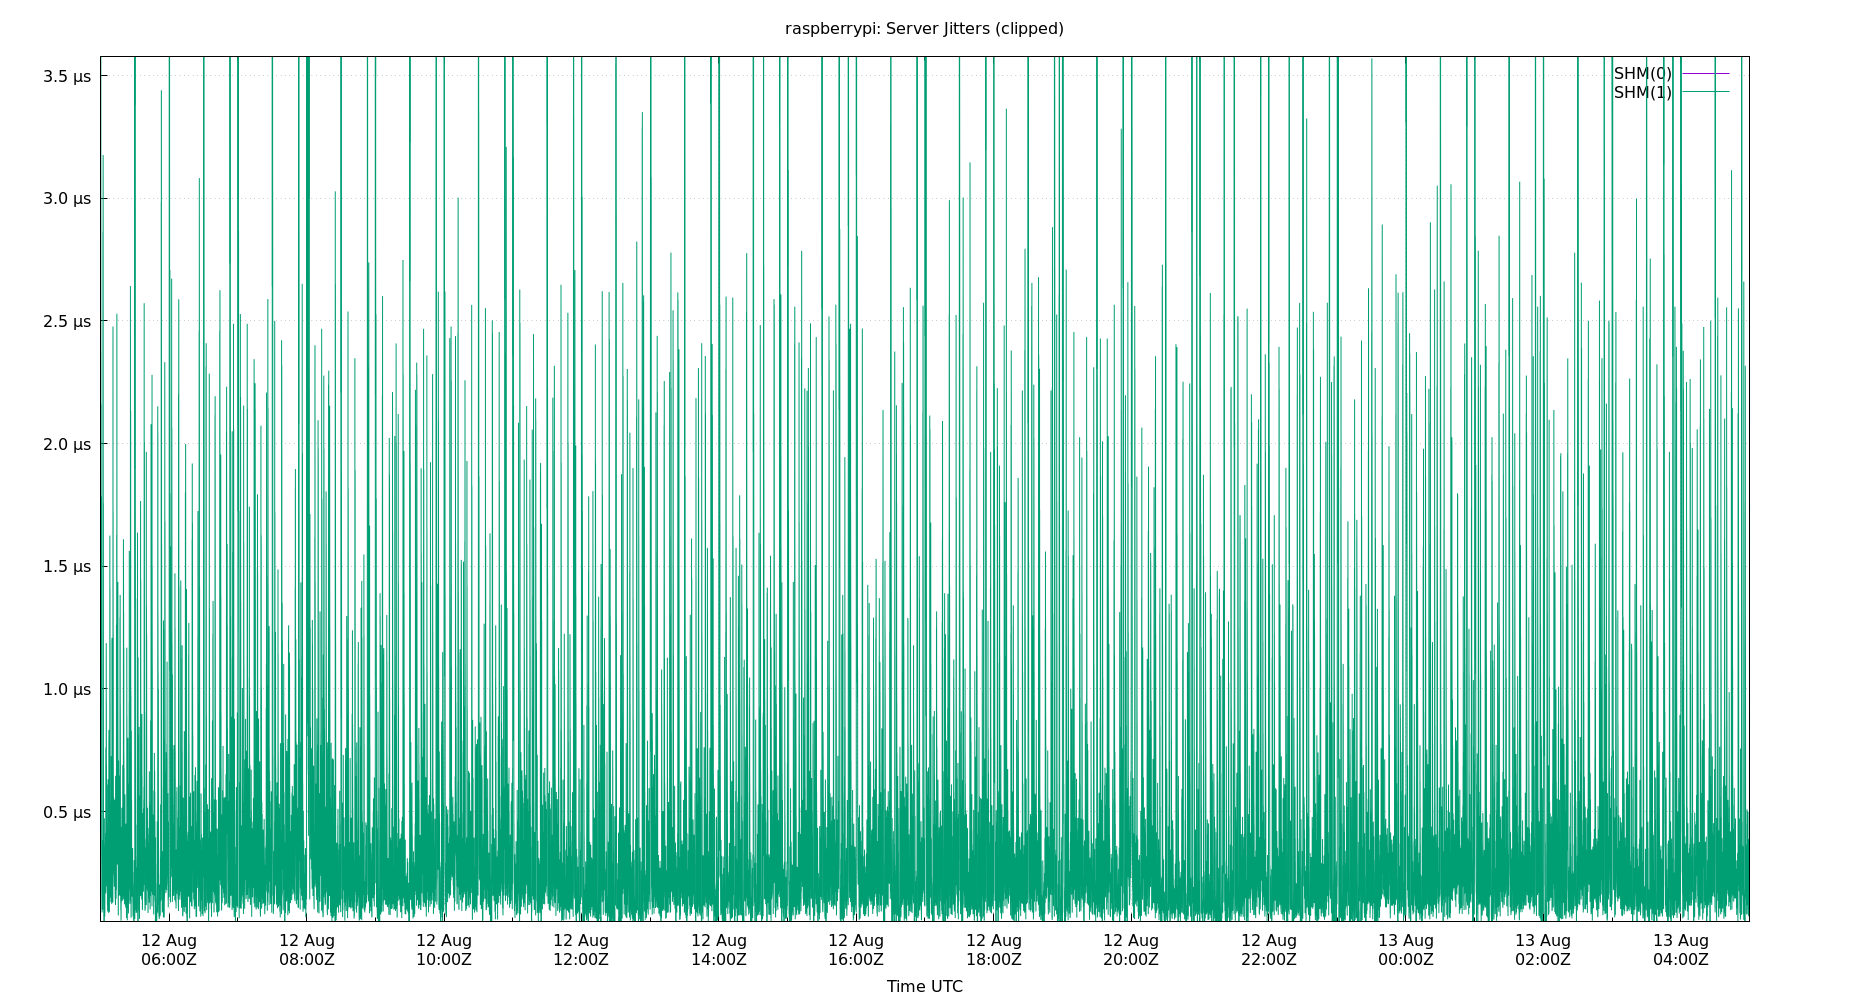 raspberrypi: Server Jitters (clipped)
3.5 µs
3.0 µs
2.5 µs
2.0 µs
1.5 µs
1.0 µs
0.5 µs
SHM(0)
SHM(1)
12 Aug 12 Aug 12 Aug 12 Aug 12 Aug 12 Aug 12 Aug 12 Aug 12 Aug 13 Aug 13 Aug 13 Aug
06:00Z 08:00Z 10:00Z 12:00Z 14:00Z 16:00Z 18:00Z 20:00Z 22:00Z 00:00Z 02:00Z 04:00Z
Time UTC